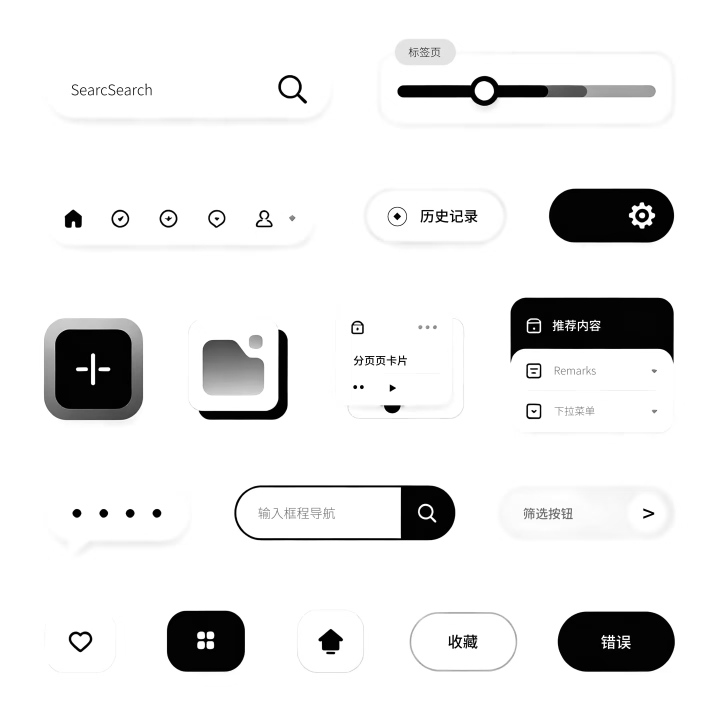 标签页
SearcSearch
历史记录
推荐内容
分页页卡片
Remarks
下拉菜单
输入框程导航
筛选按钮
>
收藏
错误